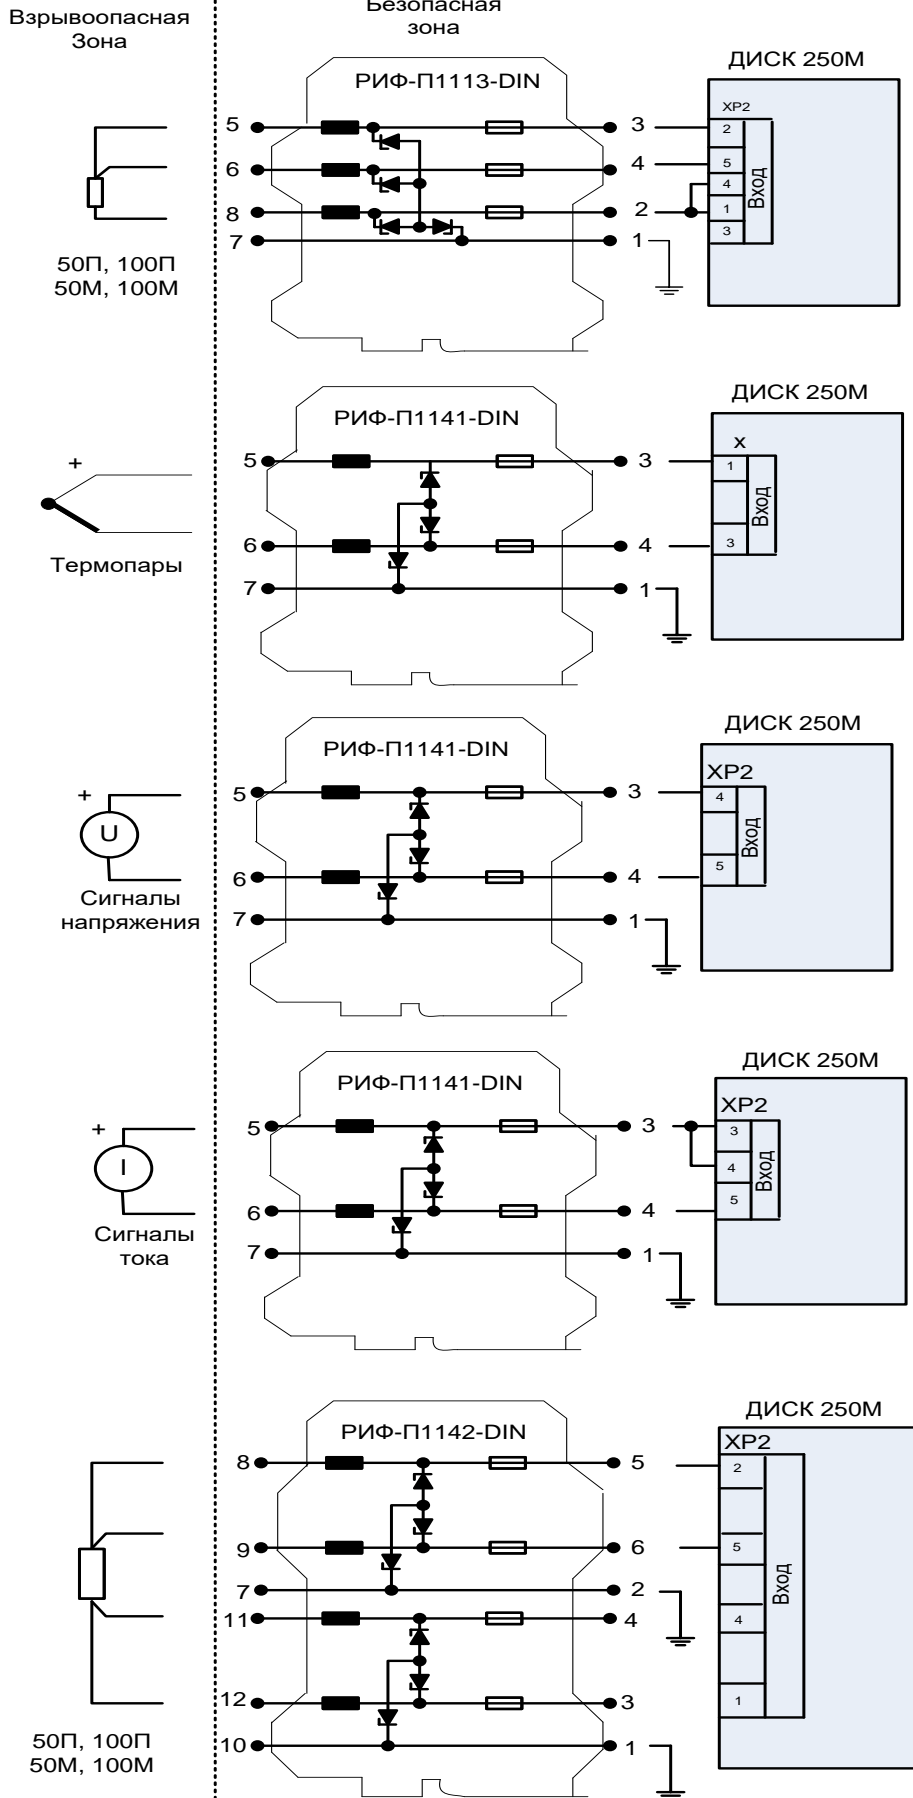 Взрывоопасная
Зона
Безопасная
зона
РИФ-П1113-DIN
ДИСК 250М
XP2
5
3
2
6
4
5
4
8
2
1
7
1
3
Вход
50П, 100П
50М, 100М
РИФ-П1141-DIN
ДИСК 250М
X
+
5
3
1
6
4
3
7
1
Вход
Термопары
РИФ-П1141-DIN
ДИСК 250М
XP2
+
U
5
3
4
6
4
5
7
1
Вход
Сигналы
напряжения
РИФ-П1141-DIN
ДИСК 250М
XP2
+
I
5
3
3
4
6
4
5
7
1
Вход
Сигналы
тока
РИФ-П1142-DIN
ДИСК 250М
XP2
8
5
2
9
6
5
7
2
11
4
4
12
3
1
10
1
Вход
50П, 100П
50М, 100М